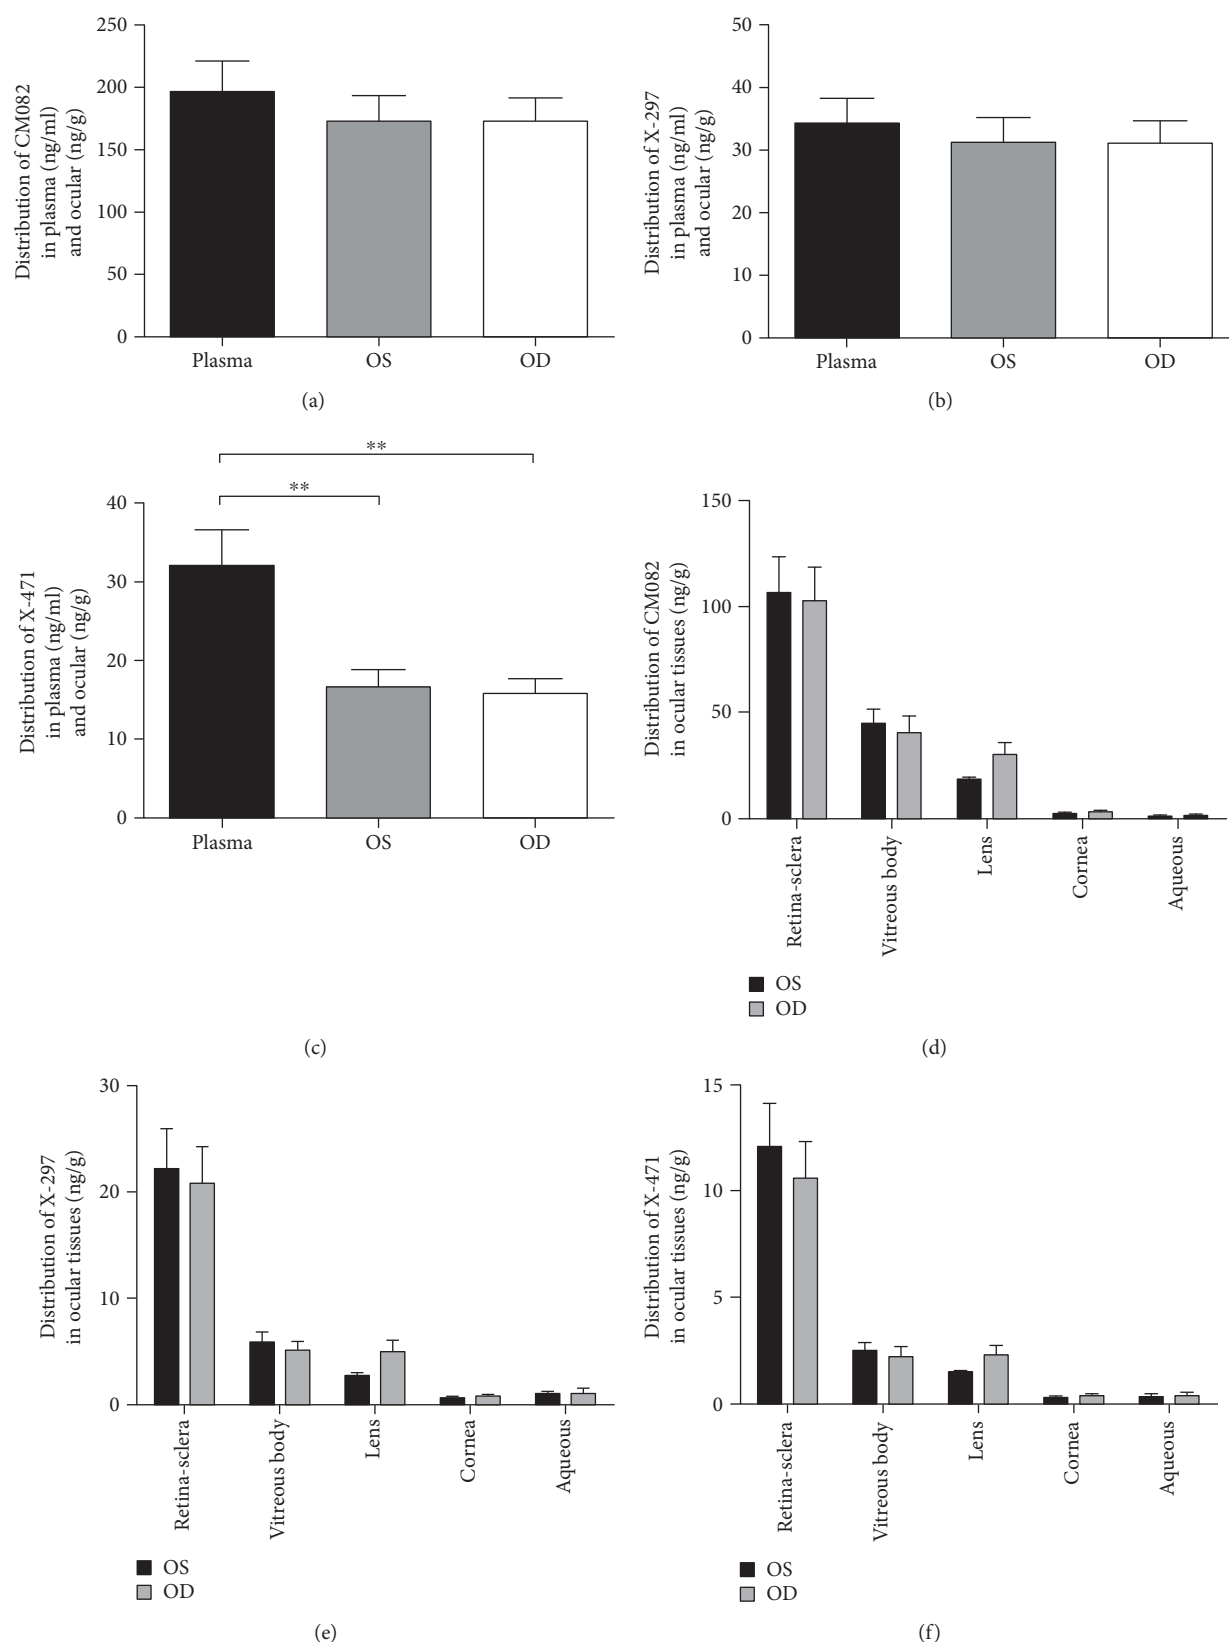 Distribution of CM082
in plasma (ng/ml)
and ocular (ng/g)
250
200
150
100
50
0
Plasma
OS
OD
(a)
Distribution of X-297
in plasma (ng/ml)
and ocular (ng/g)
50
40
30
20
10
0
Plasma
OS
OD
(b)
Distribution of X-471
in plasma (ng/ml)
and ocular (ng/g)
**
**
40
30
20
10
0
Plasma
OS
OD
(c)
Distribution of CM082
in ocular tissues (ng/g)
150
100
50
0
Retina-sclera
Vitreous body
Lens
Cornea
Aqueous
OS
OD
(d)
Distribution of X-297
in ocular tissues (ng/g)
30
20
10
0
Retina-sclera
Vitreous body
Lens
Cornea
Aqueous
OS
OD
(e)
Distribution of X-471
in ocular tissues (ng/g)
15
10
5
0
Retina-sclera
Vitreous body
Lens
Cornea
Aqueous
OS
OD
(f)